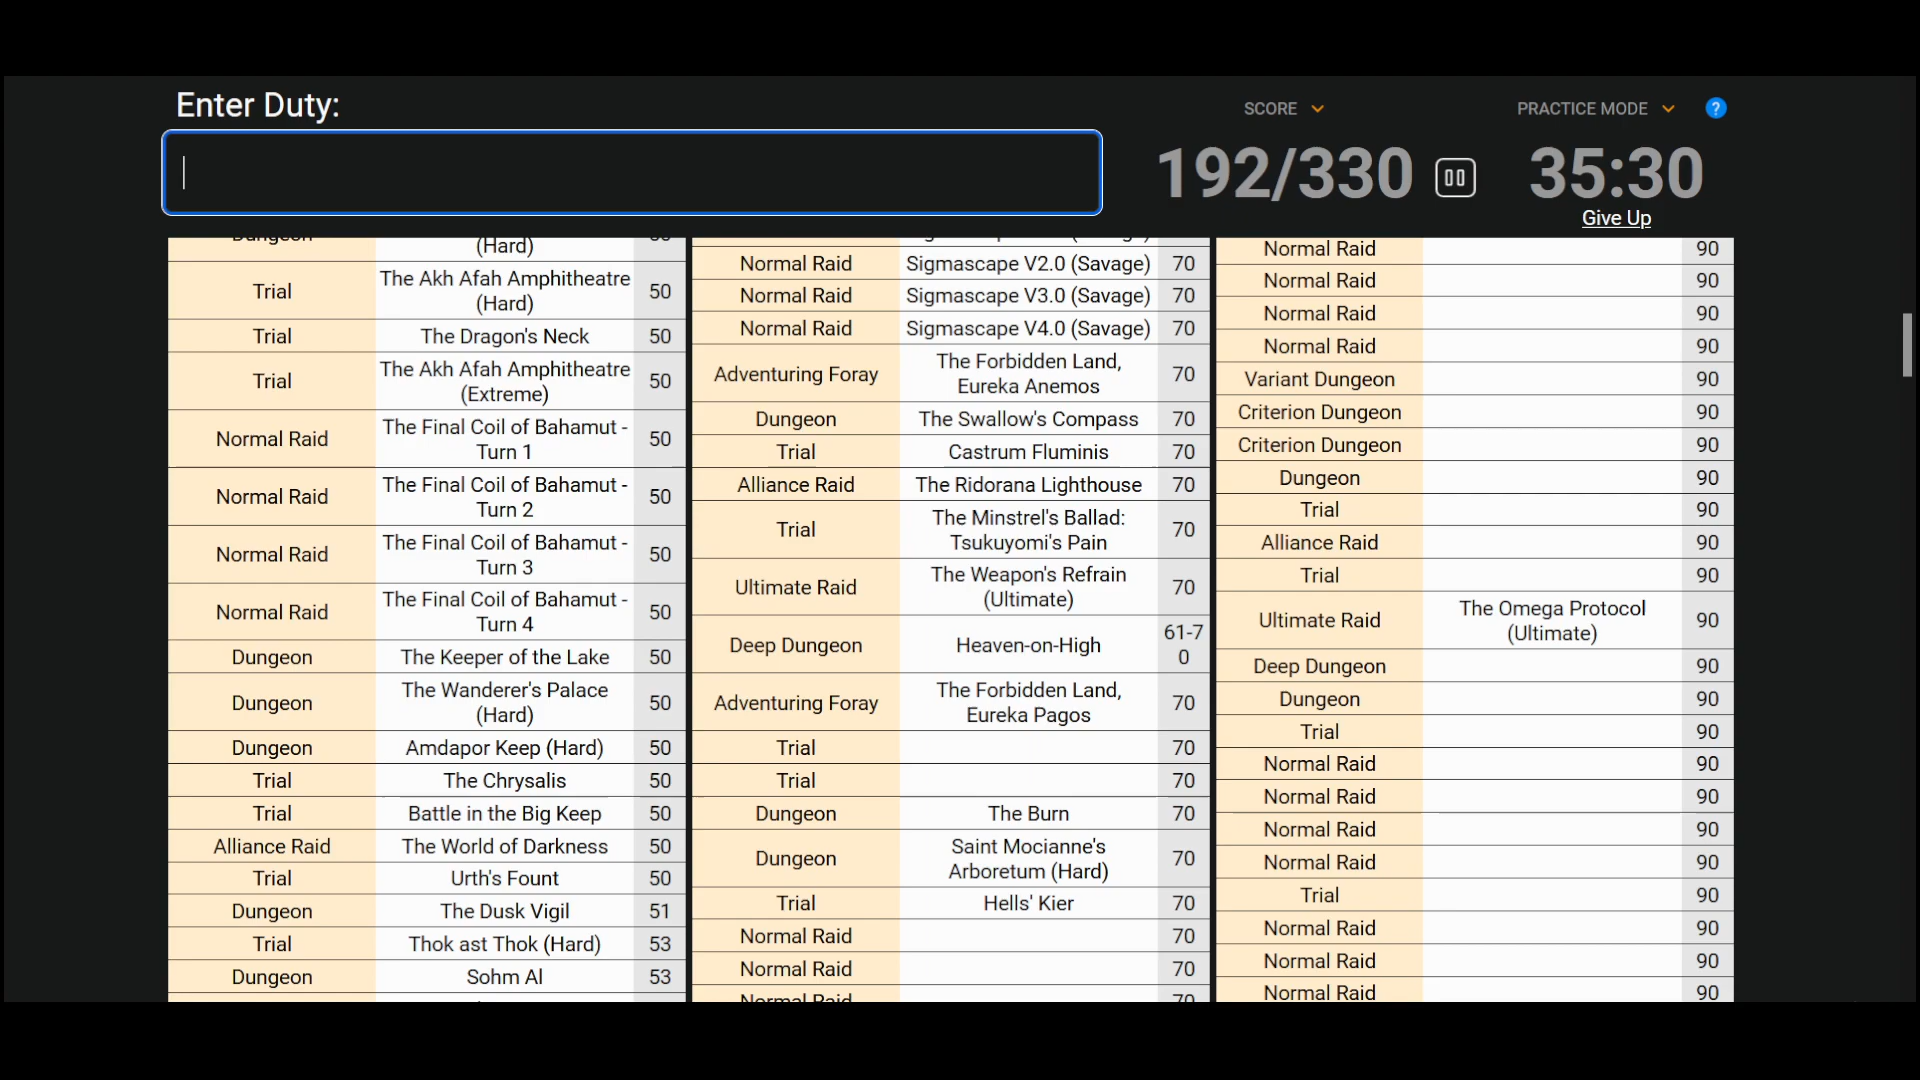 Enter Duty:
SCORE
PRACTICE MODE
?
192/330
35:30
Give Up
(Hard)
Trial
The Akh Afah Amphitheatre
(Hard)
50
Trial
The Dragon's Neck
50
Trial
The Akh Afah Amphitheatre
(Extreme)
50
Normal Raid
The Final Coil of Bahamut -
Turn 1
50
Normal Raid
The Final Coil of Bahamut -
Turn 2
50
Normal Raid
The Final Coil of Bahamut -
Turn 3
50
Normal Raid
The Final Coil of Bahamut -
Turn 4
50
Dungeon
The Keeper of the Lake
50
Dungeon
The Wanderer's Palace
(Hard)
50
Dungeon
Amdapor Keep (Hard)
50
Trial
The Chrysalis
50
Trial
Battle in the Big Keep
50
Alliance Raid
The World of Darkness
50
Trial
Urth's Fount
50
Dungeon
The Dusk Vigil
51
Trial
Thok ast Thok (Hard)
53
Dungeon
Sohm Al
53
Normal Raid
Sigmascape V2.0 (Savage)
70
Normal Raid
Sigmascape V3.0 (Savage)
70
Normal Raid
Sigmascape V4.0 (Savage)
70
Adventuring Foray
The Forbidden Land,
Eureka Anemos
70
Dungeon
The Swallow's Compass
70
Trial
Castrum Fluminis
70
Alliance Raid
The Ridorana Lighthouse
70
Trial
The Minstrel's Ballad:
Tsukuyomi's Pain
70
Ultimate Raid
The Weapon's Refrain
(Ultimate)
70
Deep Dungeon
Heaven-on-High
61-7
0
Adventuring Foray
The Forbidden Land,
Eureka Pagos
70
Trial
70
Trial
70
Dungeon
The Burn
70
Dungeon
Saint Mocianne's
Arboretum (Hard)
70
Trial
Hells' Kier
70
Normal Raid
70
Normal Raid
70
Normal Raid
70
Normal Raid
90
Normal Raid
90
Normal Raid
90
Normal Raid
90
Variant Dungeon
90
Criterion Dungeon
90
Criterion Dungeon
90
Dungeon
90
Trial
90
Alliance Raid
90
Trial
90
Ultimate Raid
The Omega Protocol
(Ultimate)
90
Deep Dungeon
90
Dungeon
90
Trial
90
Normal Raid
90
Normal Raid
90
Normal Raid
90
Normal Raid
90
Trial
90
Normal Raid
90
Normal Raid
90
Normal Raid
90